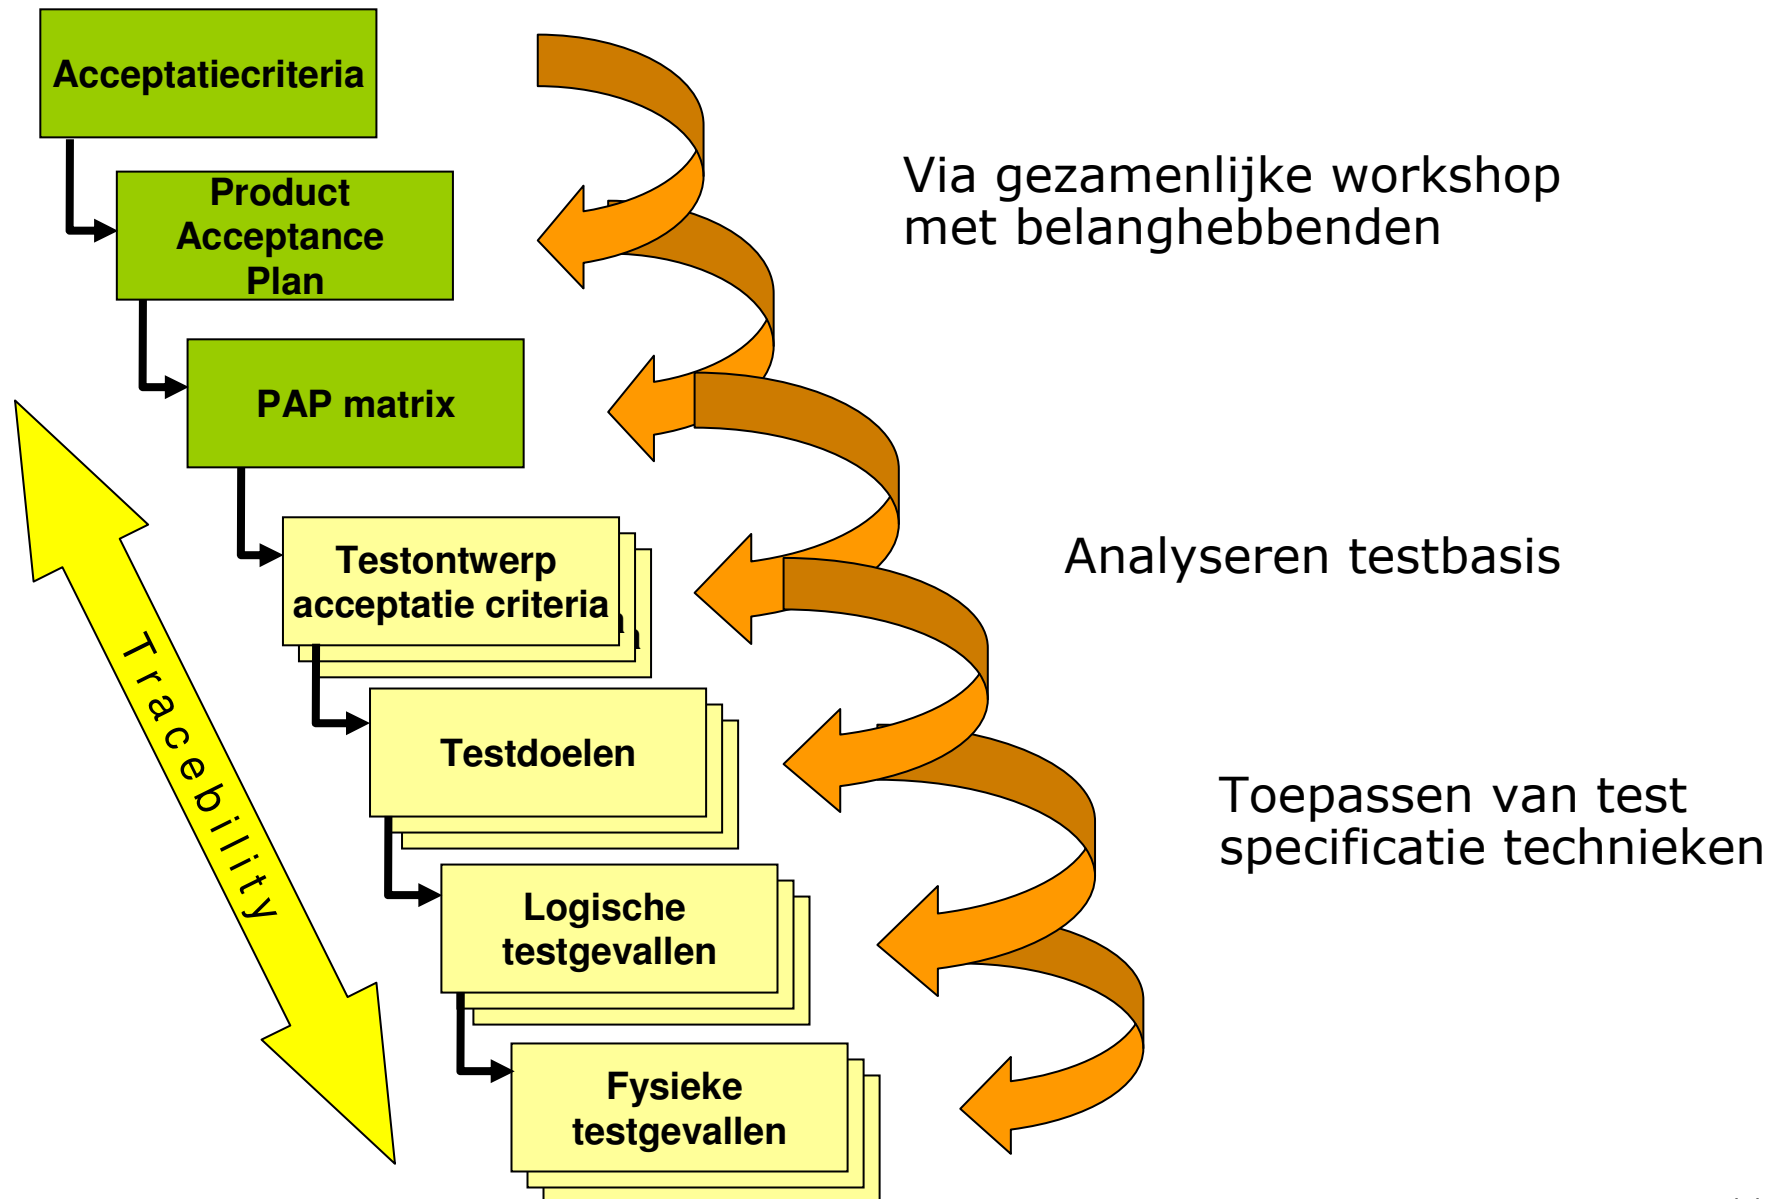 Acceptatiecriteria
Product
Acceptance
Plan
PAP matrix
Testontwerp
acceptatie criteria
Testdoelen
Logische
testgevallen
Fysieke
testgevallen
Tracebility
Via gezamenlijke workshop
met belanghebbenden
Analyseren testbasis
Toepassen van test
specificatie technieken